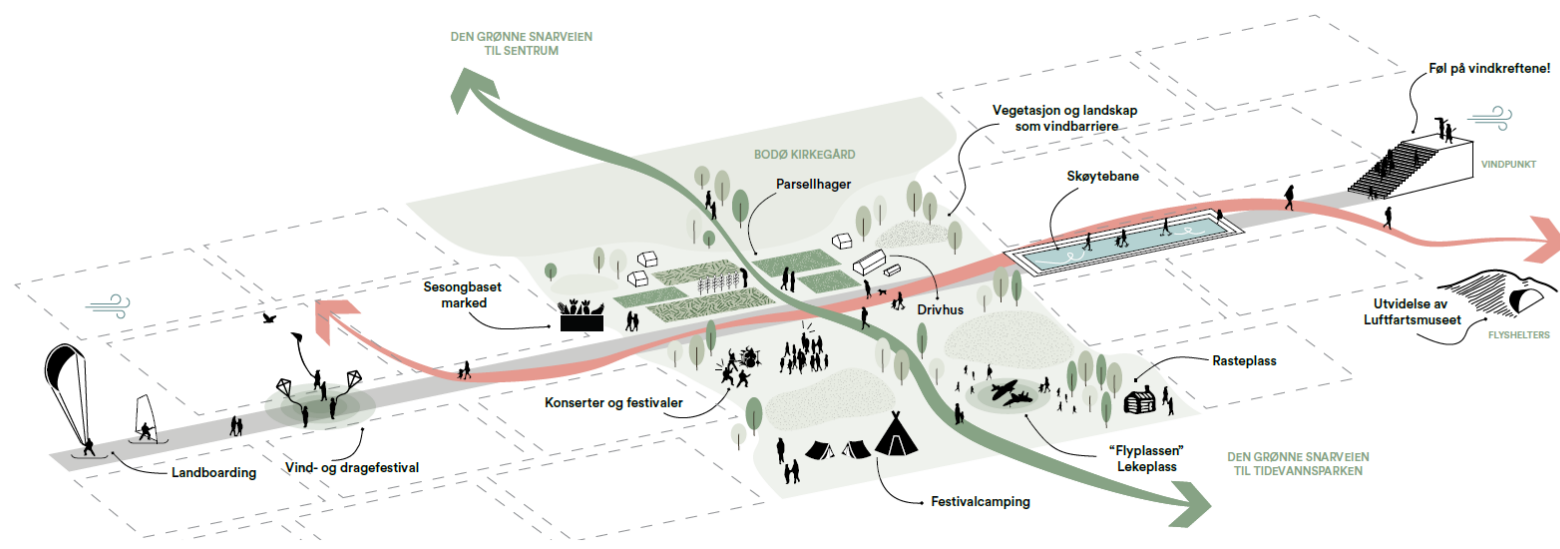 DEN GRØNNE SNARVEIEN
TIL SENTRUM
Føl på vindkreftene!
Vegetasjon og landskap
som vindbarriere
BODØ KIRKEGÅRD
Parsellhager
Skøytebane
VINDPUNKT
Sesongbaset
marked
Drivhus
Utvidelse av
Luftfartsmuseet
FLYSHELTERS
Rasteplass
Konserter og festivaler
Landboarding
Vind- og dragefestival
"Flyplassen"
Lekeplass
DEN GRØNNE SNARVEIEN
TIL TIDEVANNSPARKEN
Festivalcamping